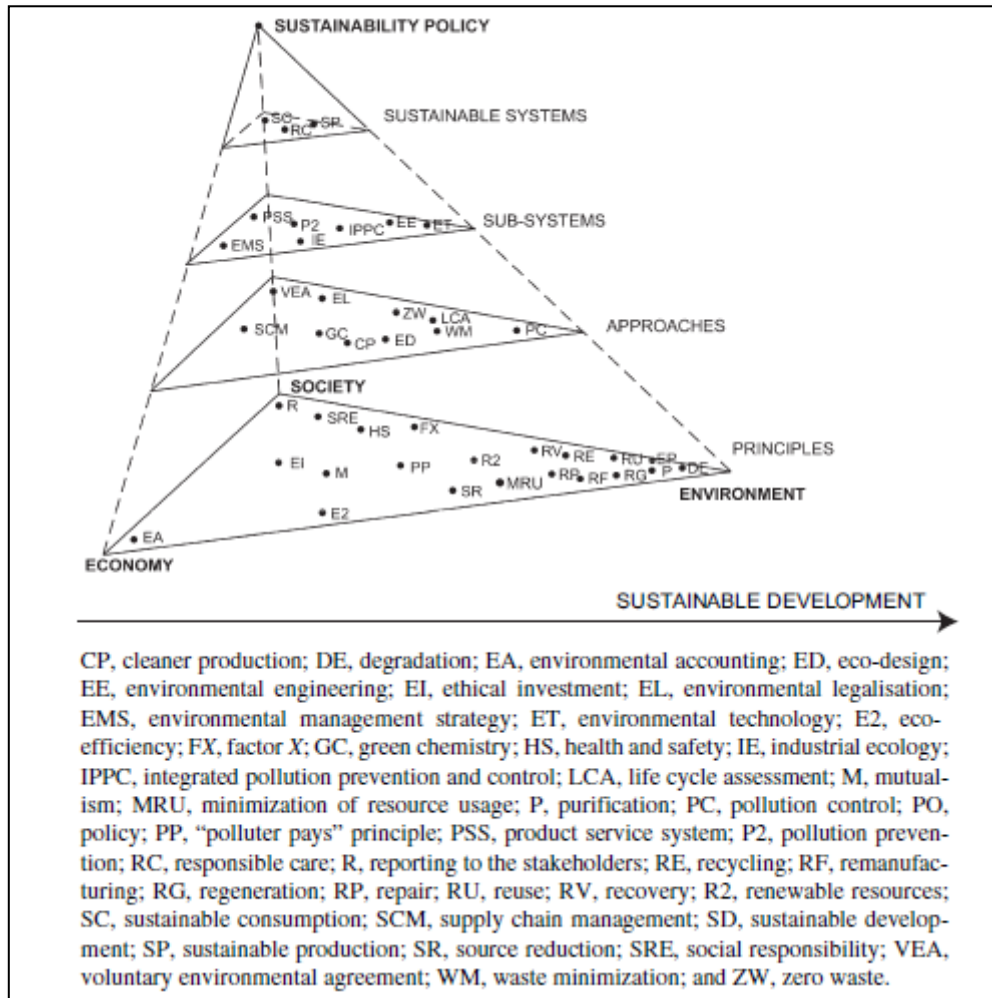 SUSTAINABILITY POLICY
SUSTAINABLE SYSTEMS
SC
RC
SP
SUB-SYSTEMS
PSS
P2
IPPC
EE
ET
EMS
IE
APPROACHES
VEA
EL
ZW
LCA
SCM
GC
CP
ED
WM
PC
SOCIETY
R
SRE
HS
FX
PRINCIPLES
RV
RE
RU
EP
DE
EI
M
PP
R2
RP
RF
RG
P
SR
MRU
ENVIRONMENT
E2
EA
ECONOMY
SUSTAINABLE DEVELOPMENT
CP, cleaner production; DE, degradation; EA, environmental accounting; ED, eco-design;
EE, environmental engineering; EI, ethical investment; EL, environmental legalisation;
EMS, environmental management strategy; ET, environmental technology; E2, eco-
efficiency; FX, factor X; GC, green chemistry; HS, health and safety; IE, industrial ecology;
IPPC, integrated pollution prevention and control; LCA, life cycle assessment; M, mutual-
ism; MRU, minimization of resource usage; P, purification; PC, pollution control; PO,
policy; PP, “polluter pays” principle; PSS, product service system; P2, pollution preven-
tion; RC, responsible care; R, reporting to the stakeholders; RE, recycling; RF, remanufac-
turing; RG, regeneration; RP, repair; RU, reuse; RV, recovery; R2, renewable resources;
SC, sustainable consumption; SCM, supply chain management; SD, sustainable develop-
ment; SP, sustainable production; SR, source reduction; SRE, social responsibility; VEA,
voluntary environmental agreement; WM, waste minimization; and ZW, zero waste.